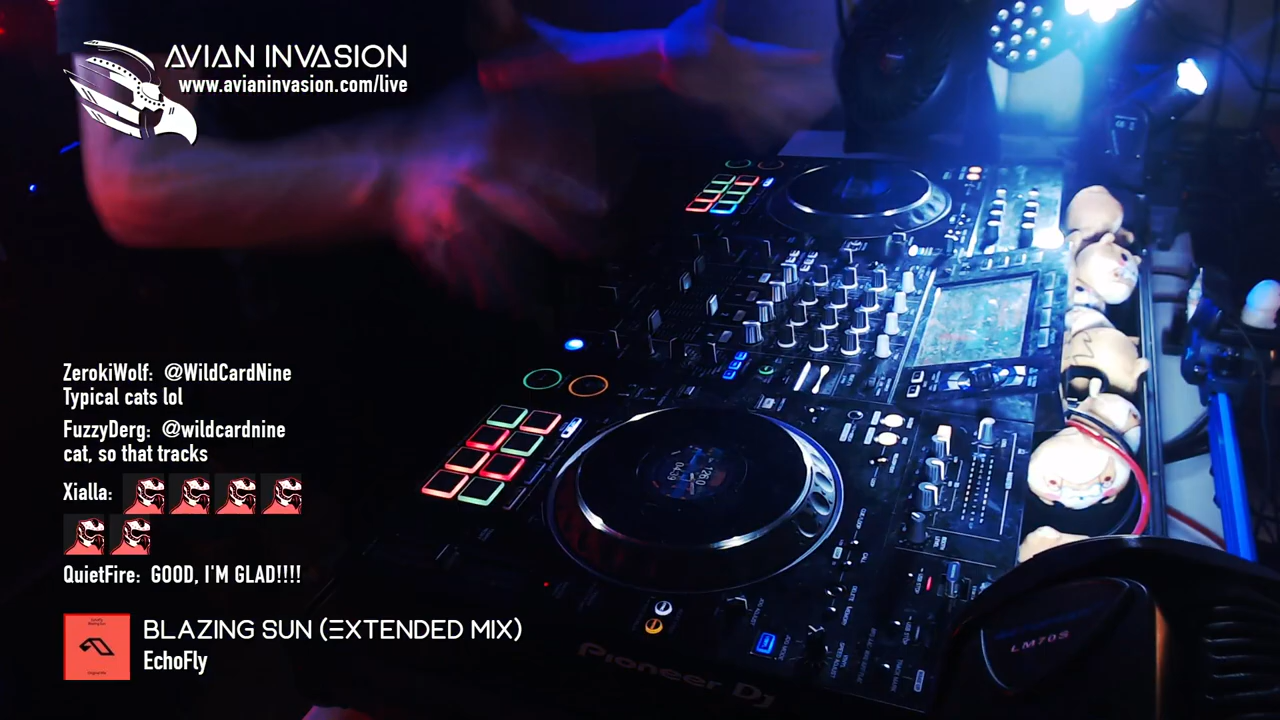 AVIAN INVASION
www.avianinvasion.com/live
ZerokiWolf: @WildCardNine
Typical cats lol
FuzzyDerg: @wildcardnine
cat, so that tracks
Xialla:
QuietFire: GOOD, I'M GLAD!!!!
BLAZING SUN (EXTENDED MIX)
EchoFly
Pioneer DJ
LM70S